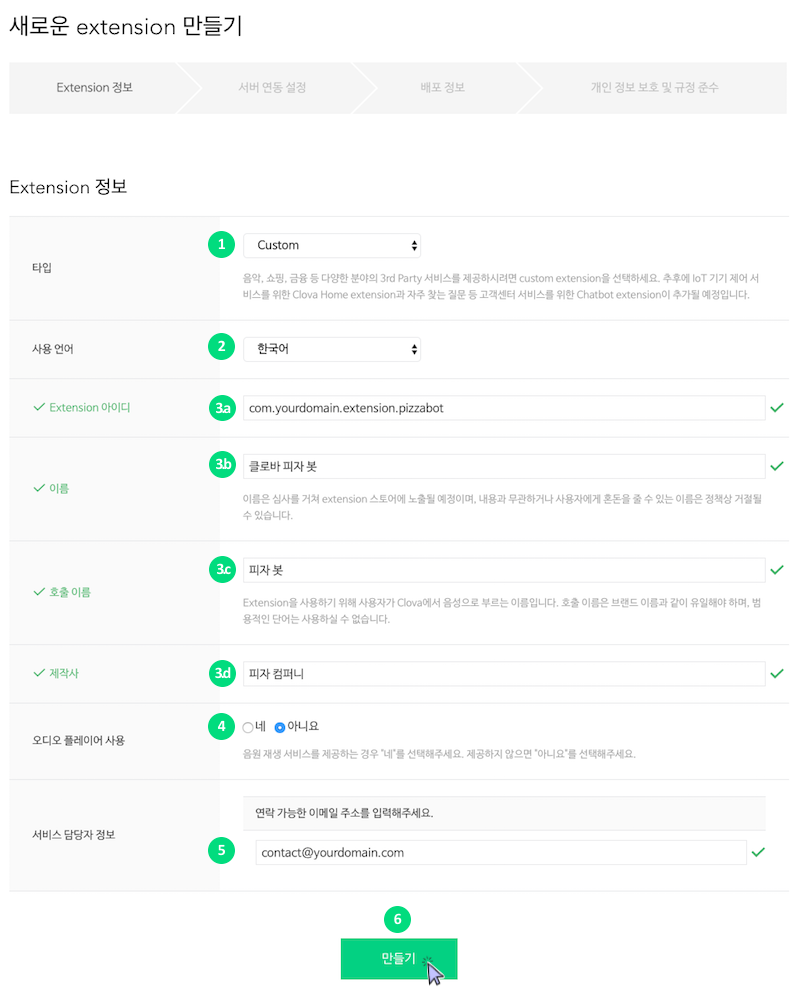 새로운 extension 만들기
Extension 정보
서버 연동 설정
배포 정보
개인 정보 보호 및 규정 준수
Extension 정보
타입
1
Custom
음악, 쇼핑, 금융 등 다양한 분야의 3rd Party 서비스를 제공하시려면 custom extension을 선택하세요. 추후에 IoT 기기 제어 서
비스를 위한 Clova Home extension과 자주 찾는 질문 등 고객센터 서비스를 위한 Chatbot extension이 추가될 예정입니다.
사용 언어
2
한국어
Extension 아이디
3.a
com.yourdomain.extension.pizzabot
이름
3.b
클로바 피자 봇
이름은 심사를 거쳐 extension 스토어에 노출될 예정이며, 내용과 무관하거나 사용자에게 혼돈을 줄 수 있는 이름은 정책상 거절될
수 있습니다.
호출 이름
3.c
피자 봇
Extension을 사용하기 위해 사용자가 Clova에서 음성으로 부르는 이름입니다. 호출 이름은 브랜드 이름과 같이 유일해야 하며, 범
용적인 단어는 사용하실 수 없습니다.
제작사
3.d
피자 컴퍼니
오디오 플레이어 사용
4
네 아니요
음원 재생 서비스를 제공하는 경우 "네"를 선택해주세요. 제공하지 않으면 "아니요"를 선택해주세요.
서비스 담당자 정보
연락 가능한 이메일 주소를 입력해주세요.
5
contact@yourdomain.com
6
만들기